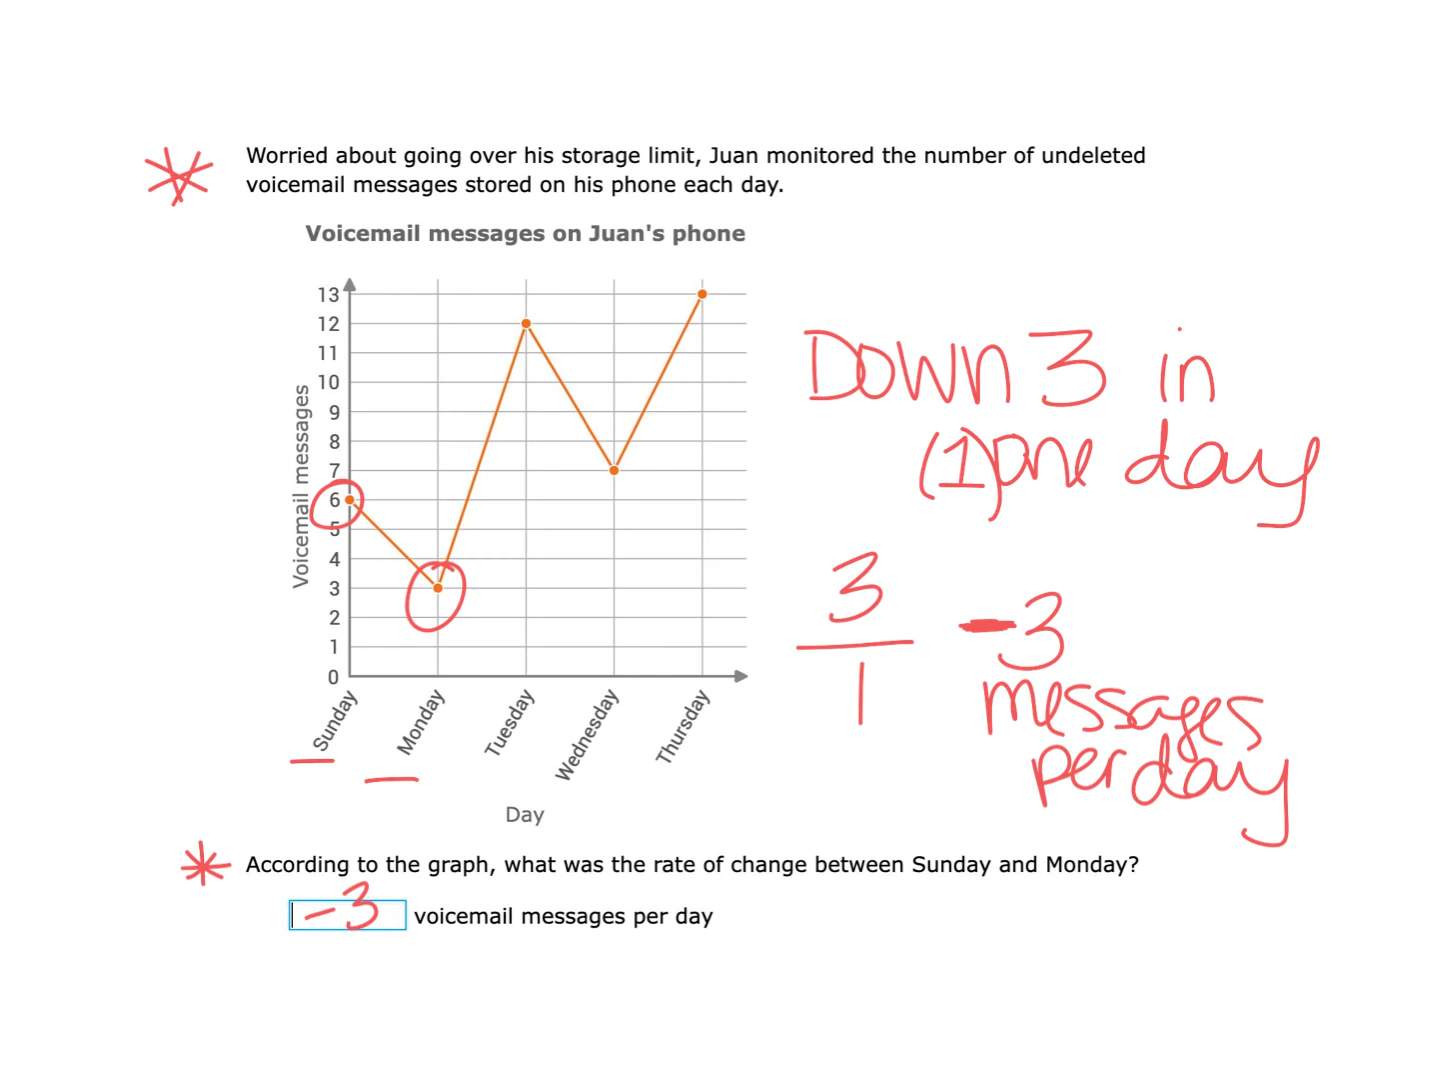 Worried about going over his storage limit, Juan monitored the number of undeleted
voicemail messages stored on his phone each day.
Voicemail messages on Juan's phone
Voicemail messages
13
12
11
10
9
8
7
6
5
4
3
2
1
0
Sunday
Monday
Tuesday
Wednesday
Thursday
Day
DOWN 3 in
(1)one day
3
1
-3
messages
per day
According to the graph, what was the rate of change between Sunday and Monday?
-3 voicemail messages per day